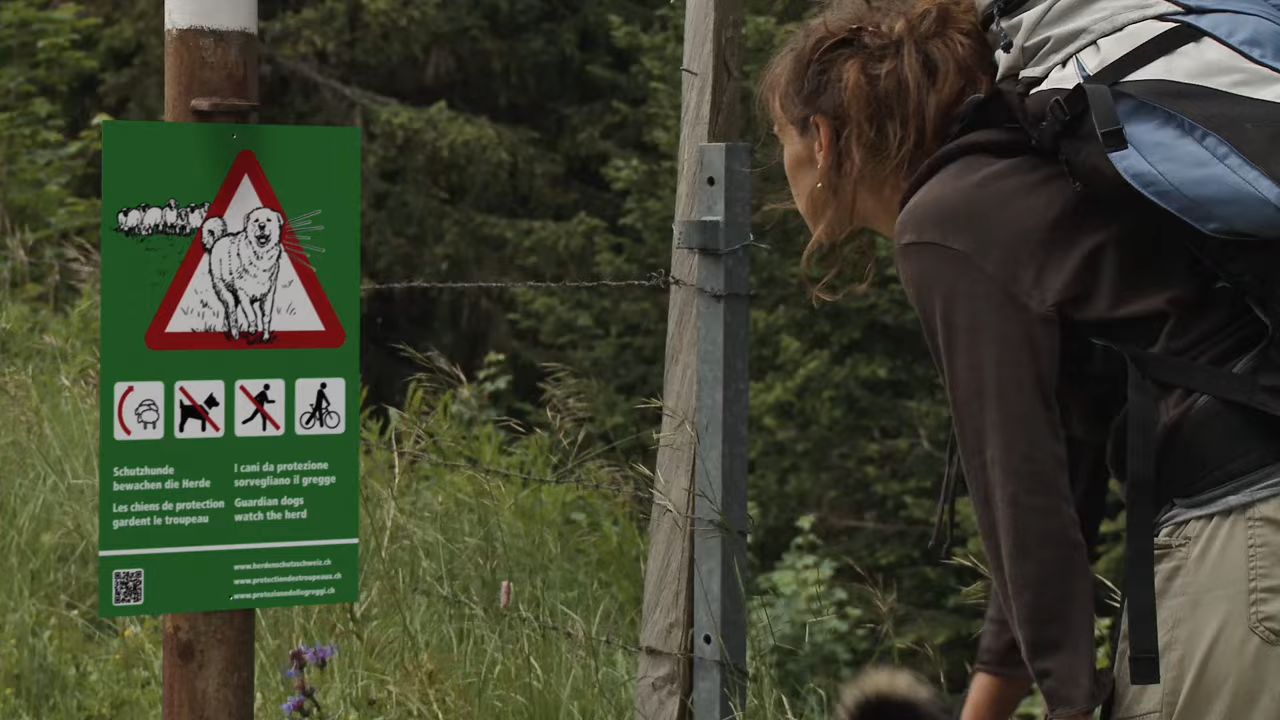 Schutzhunde
bewachen die Herde
Les chiens de protection
gardent le troupeau
I cani da protezione
sorvegliano il gregge
Guardian dogs
watch the herd
www.herdenschutzschweiz.ch
www.protectiondestroupeaux.ch
www.protezionedellegreggi.ch